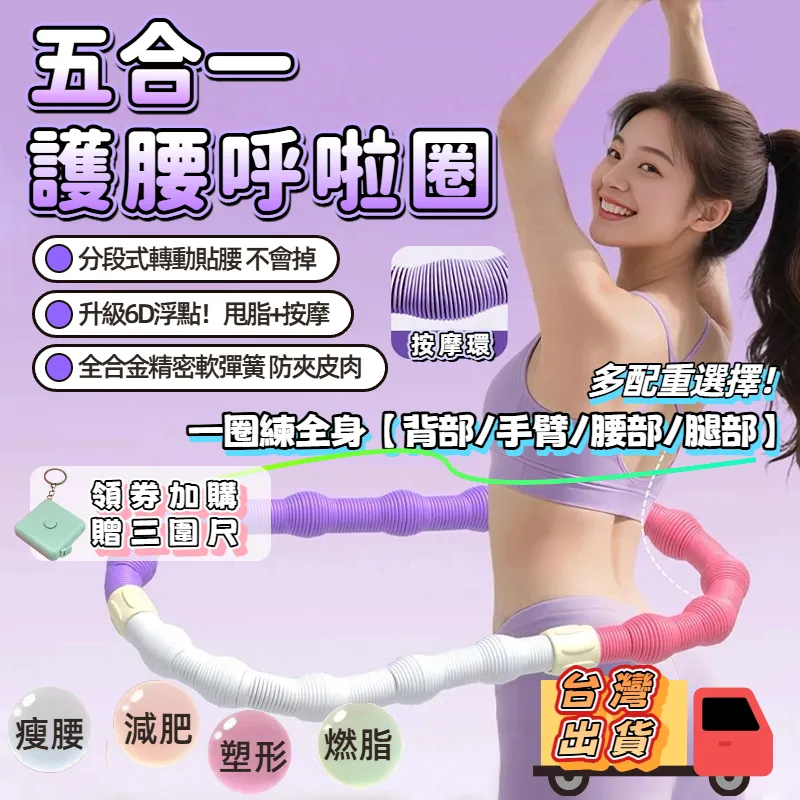 五合一
護腰呼啦圈
分段式轉動貼腰 不會掉
升級6D浮點！甩脂+按摩
全合金精密軟彈簧 防夾皮肉
按摩環
多配重選擇！
一圈練全身【背部/手臂/腰部/腿部】
領券加購
贈三圍尺
瘦腰
減肥
塑形
燃脂
台灣
出貨